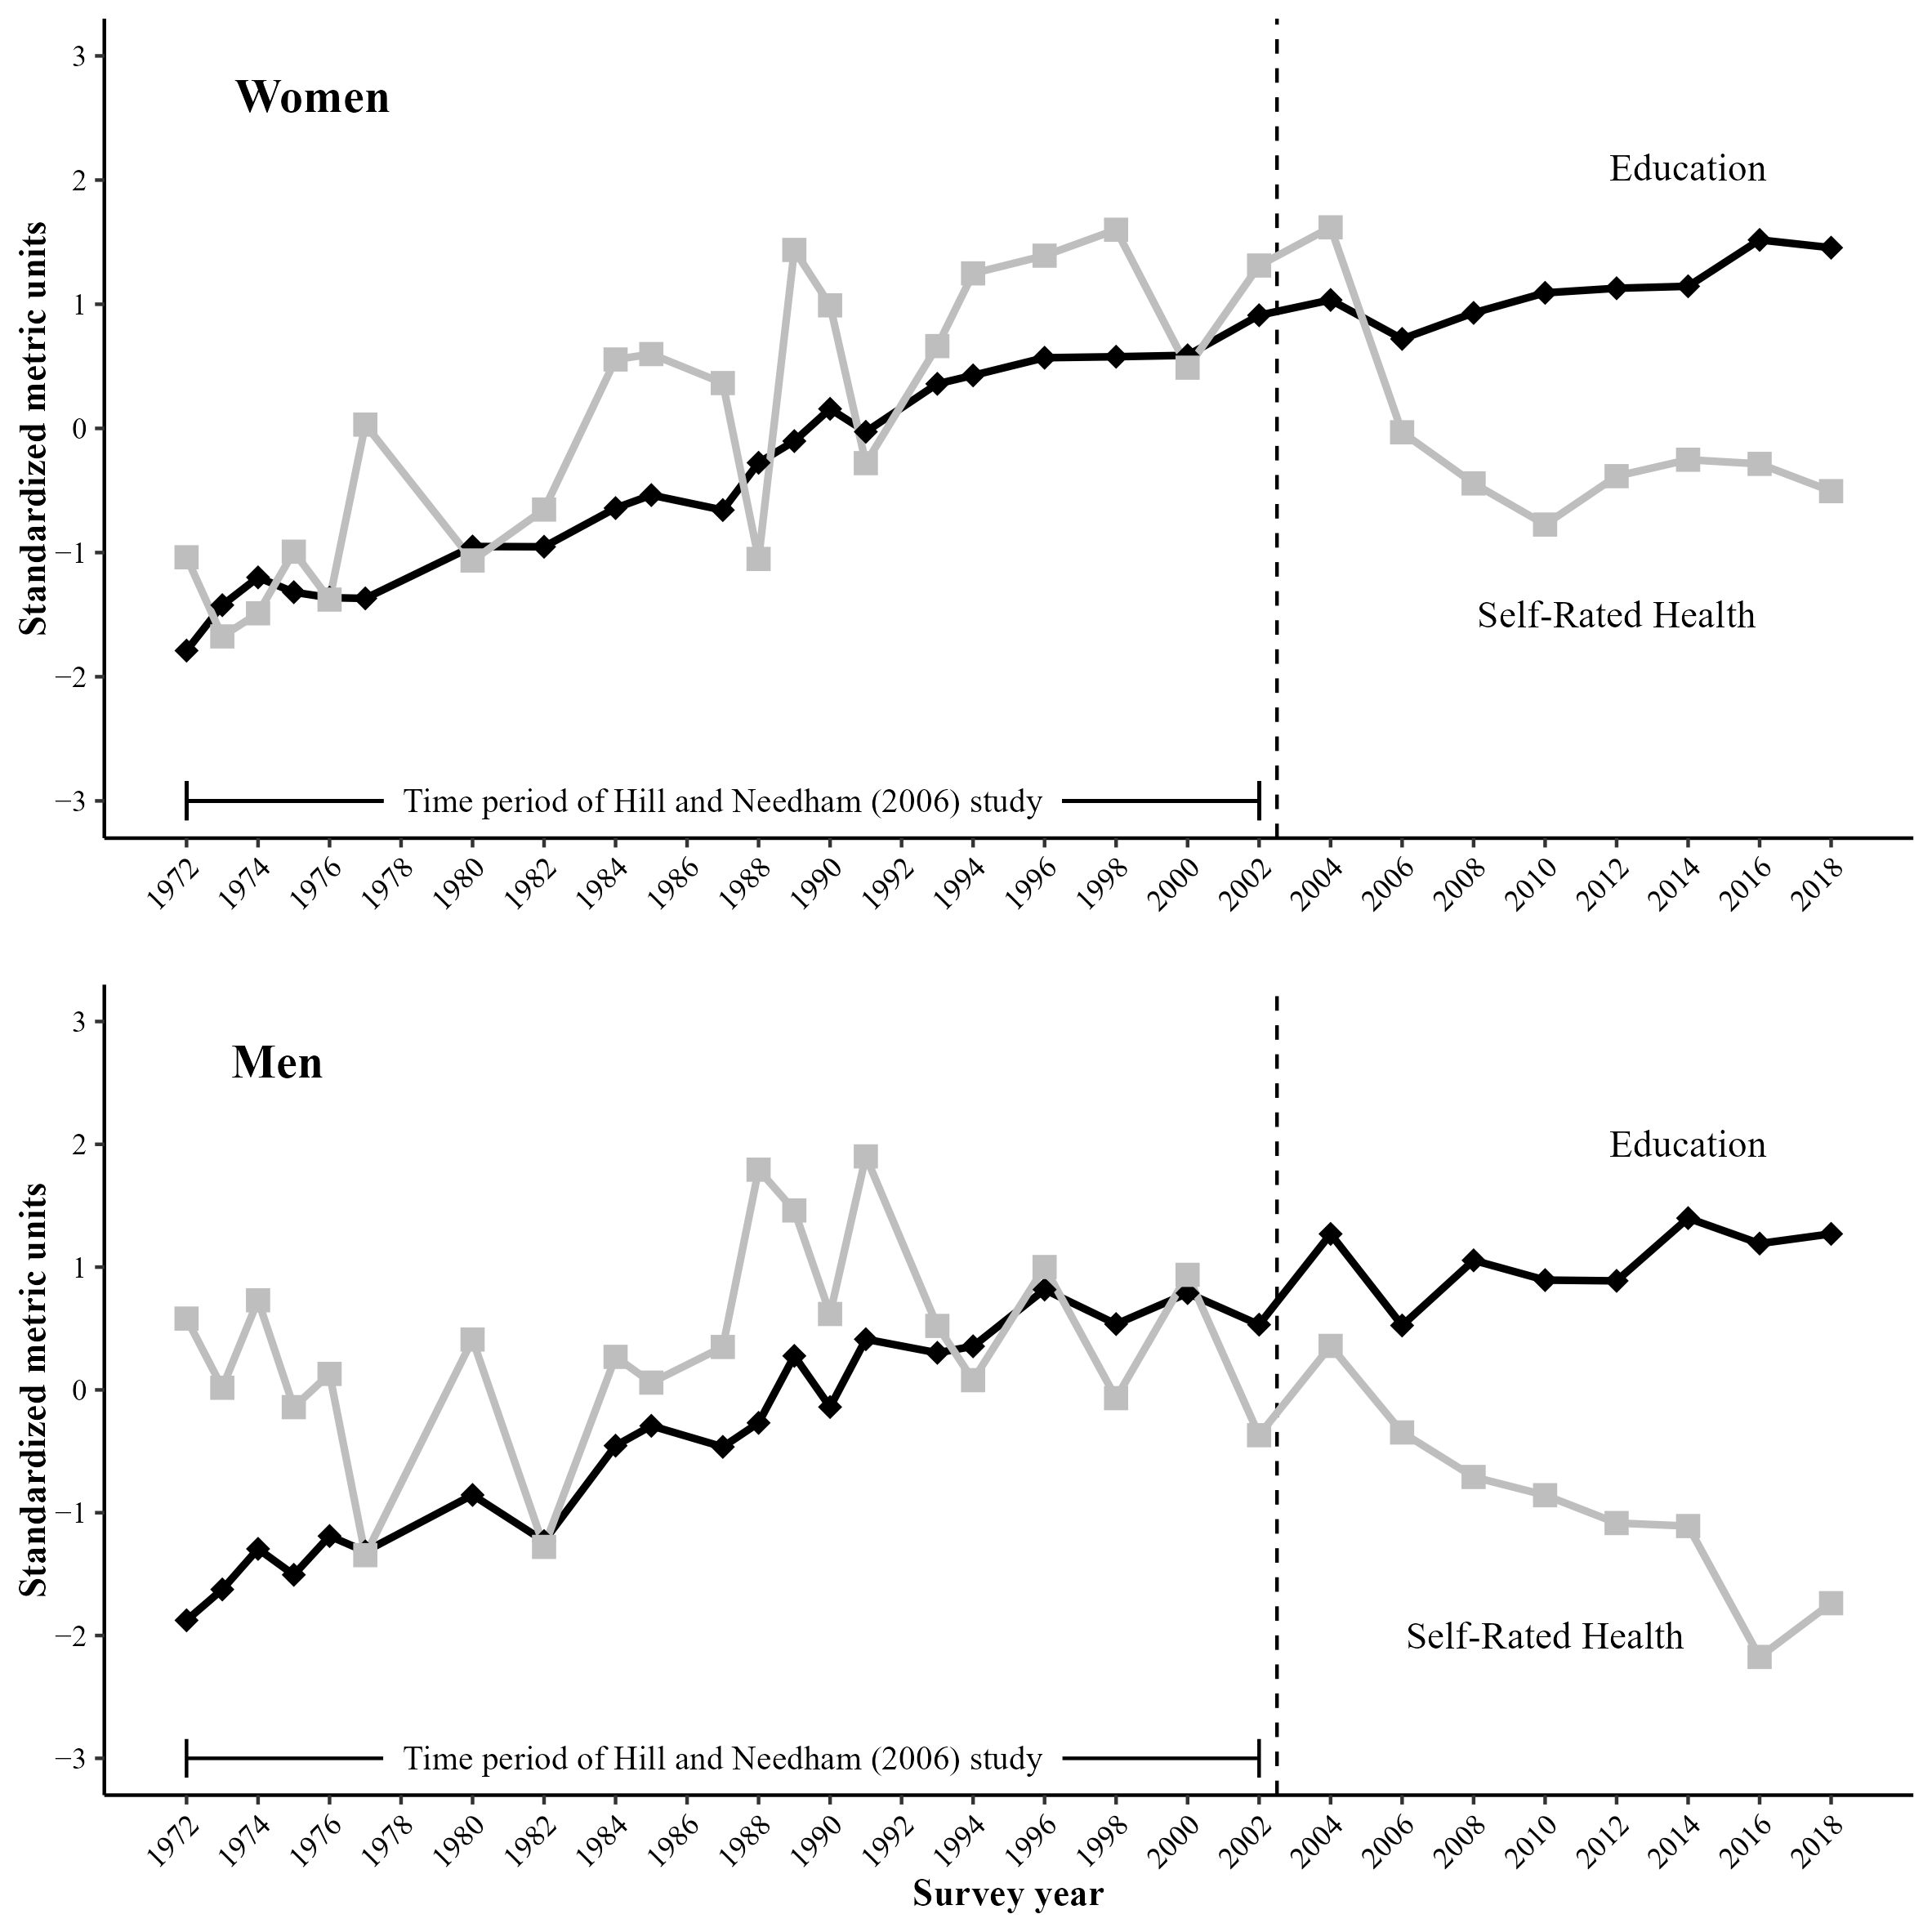 Women
Education
Self-Rated Health
Time period of Hill and Needham (2006) study
Standardized metric units
3
2
1
0
−1
−2
−3
1972 1974 1976 1978 1980 1982 1984 1986 1988 1990 1992 1994 1996 1998 2000 2002 2004 2006 2008 2010 2012 2014 2016 2018
Men
Education
Self-Rated Health
Time period of Hill and Needham (2006) study
Standardized metric units
3
2
1
0
−1
−2
−3
1972 1974 1976 1978 1980 1982 1984 1986 1988 1990 1992 1994 1996 1998 2000 2002 2004 2006 2008 2010 2012 2014 2016 2018
Survey year